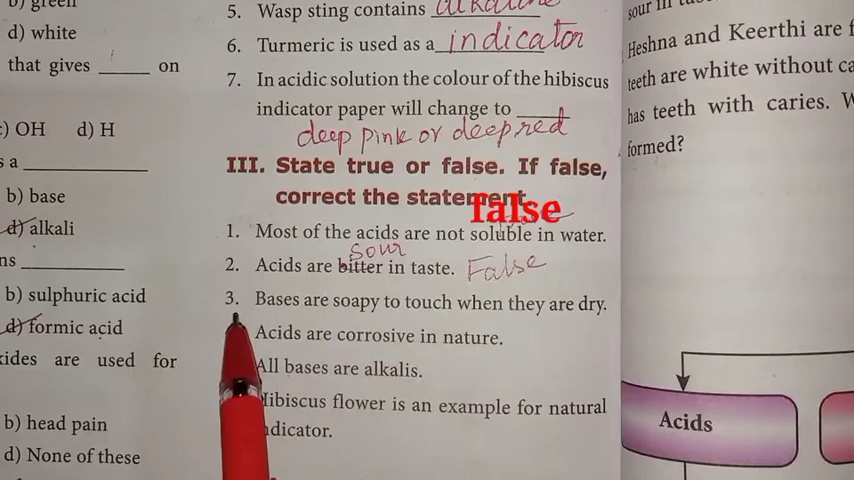 b) green
d) white
that gives _____ on
) OH d) H
s a
b) base
d) alkali
ns
b) sulphuric acid
d) formic acid
xides are used for
b) head pain
d) None of these
5. Wasp sting contains alkaline
6. Turmeric is used as a indicator
7. In acidic solution the colour of the hibiscus
indicator paper will change to _____
deep pink or deep red
III. State true or false. If false,
correct the statement.
false
1. Most of the acids are not soluble in water.
sour
2. Acids are bitter in taste. False
3. Bases are soapy to touch when they are dry.
Acids are corrosive in nature.
All bases are alkalis.
Hibiscus flower is an example for natural
indicator.
sour in
Heshna and Keerthi are f
teeth are white without ca
has teeth with caries. W
formed?
Acids